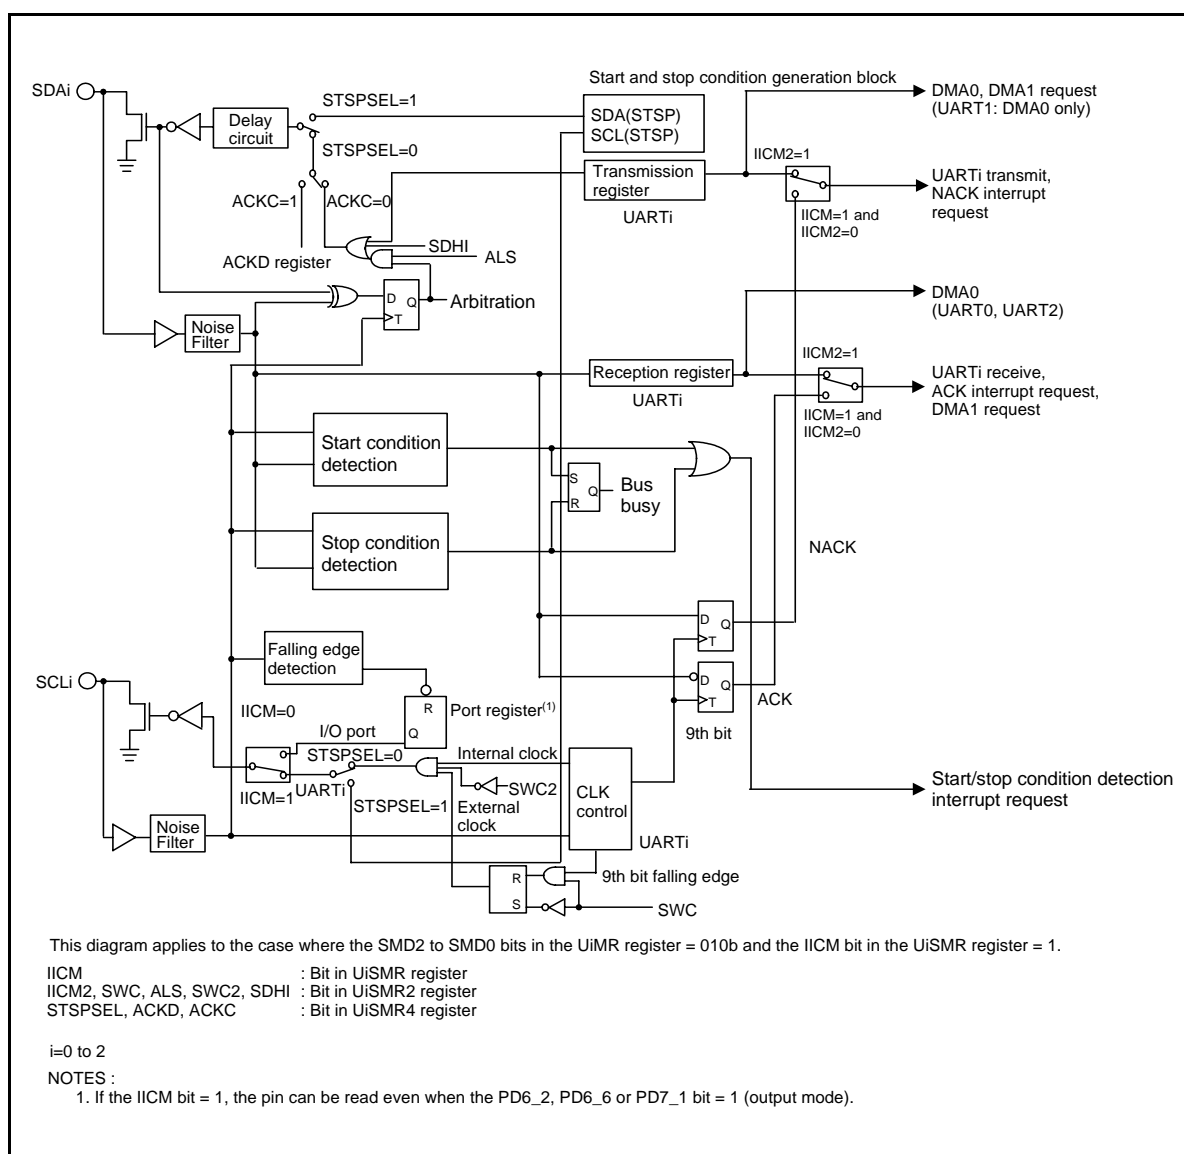 Start and stop condition generation block
SDAi
STSPSEL=1
Delay
circuit
SDA(STSP)
SCL(STSP)
DMA0, DMA1 request
(UART1: DMA0 only)
STSPSEL=0
IICM2=1
Transmission
register
UARTi
UARTi transmit,
NACK interrupt
request
ACKC=1
ACKC=0
IICM=1 and
IICM2=0
SDHI
ALS
ACKD register
D
Q
T
Arbitration
DMA0
(UART0, UART2)
Noise
Filter
IICM2=1
Reception register
UARTi
UARTi receive,
ACK interrupt request,
DMA1 request
IICM=1 and
IICM2=0
Start condition
detection
S
Q
R
Bus
busy
Stop condition
detection
NACK
D
Q
T
Falling edge
detection
D
Q
T
ACK
9th bit
SCLi
IICM=0
R
Q
Port register(1)
I/O port
STSPSEL=0
Internal clock
UARTi
SWC2
CLK
control
IICM=1
STSPSEL=1
External
clock
Start/stop condition detection
interrupt request
Noise
Filter
UARTi
R
S
9th bit falling edge
SWC
This diagram applies to the case where the SMD2 to SMD0 bits in the UiMR register = 010b and the IICM bit in the UiSMR register = 1.
IICM : Bit in UiSMR register
IICM2, SWC, ALS, SWC2, SDHI : Bit in UiSMR2 register
STSPSEL, ACKD, ACKC : Bit in UiSMR4 register
i=0 to 2
NOTES :
1. If the IICM bit = 1, the pin can be read even when the PD6_2, PD6_6 or PD7_1 bit = 1 (output mode).